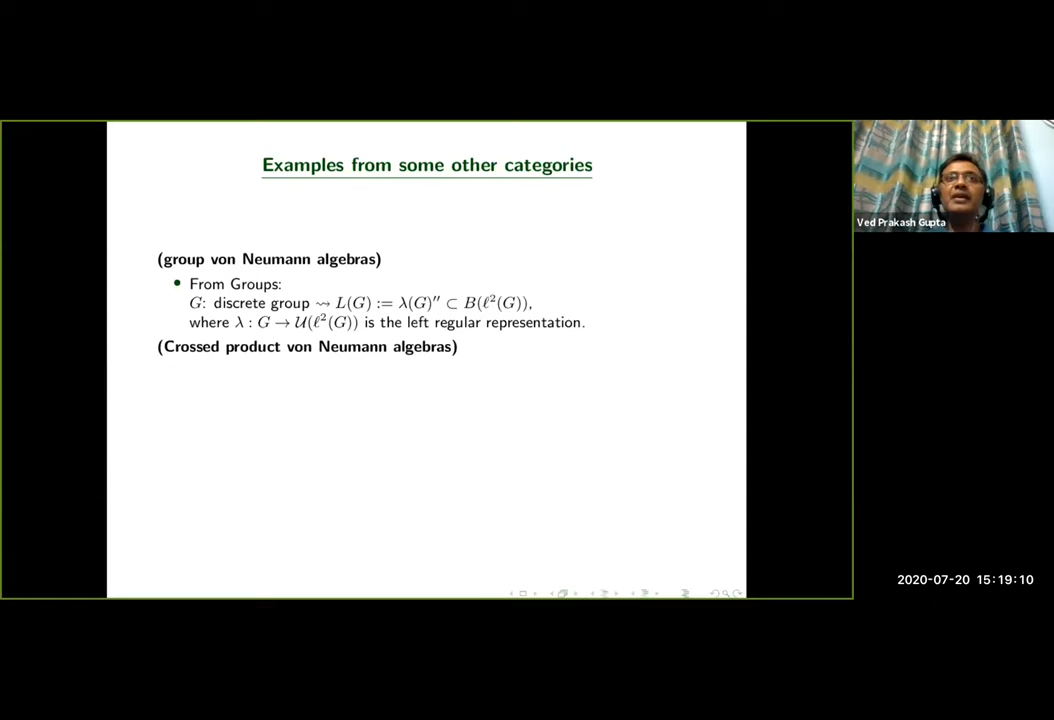 Examples from some other categories
(group von Neumann algebras)
• From Groups:
G: discrete group ⇝ L(G) := λ(G)′′ ⊂ B(ℓ²(G)),
where λ : G → 𝒰(ℓ²(G)) is the left regular representation.
(Crossed product von Neumann algebras)
Ved Prakash Gupta
2020-07-20 15:19:10